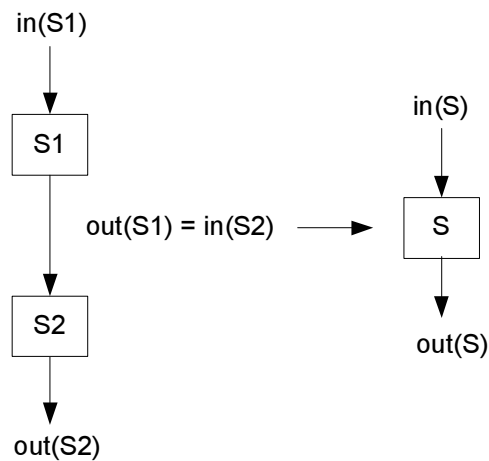 in(S1)
S1
out(S1) = in(S2)
S2
out(S2)
in(S)
S
out(S)